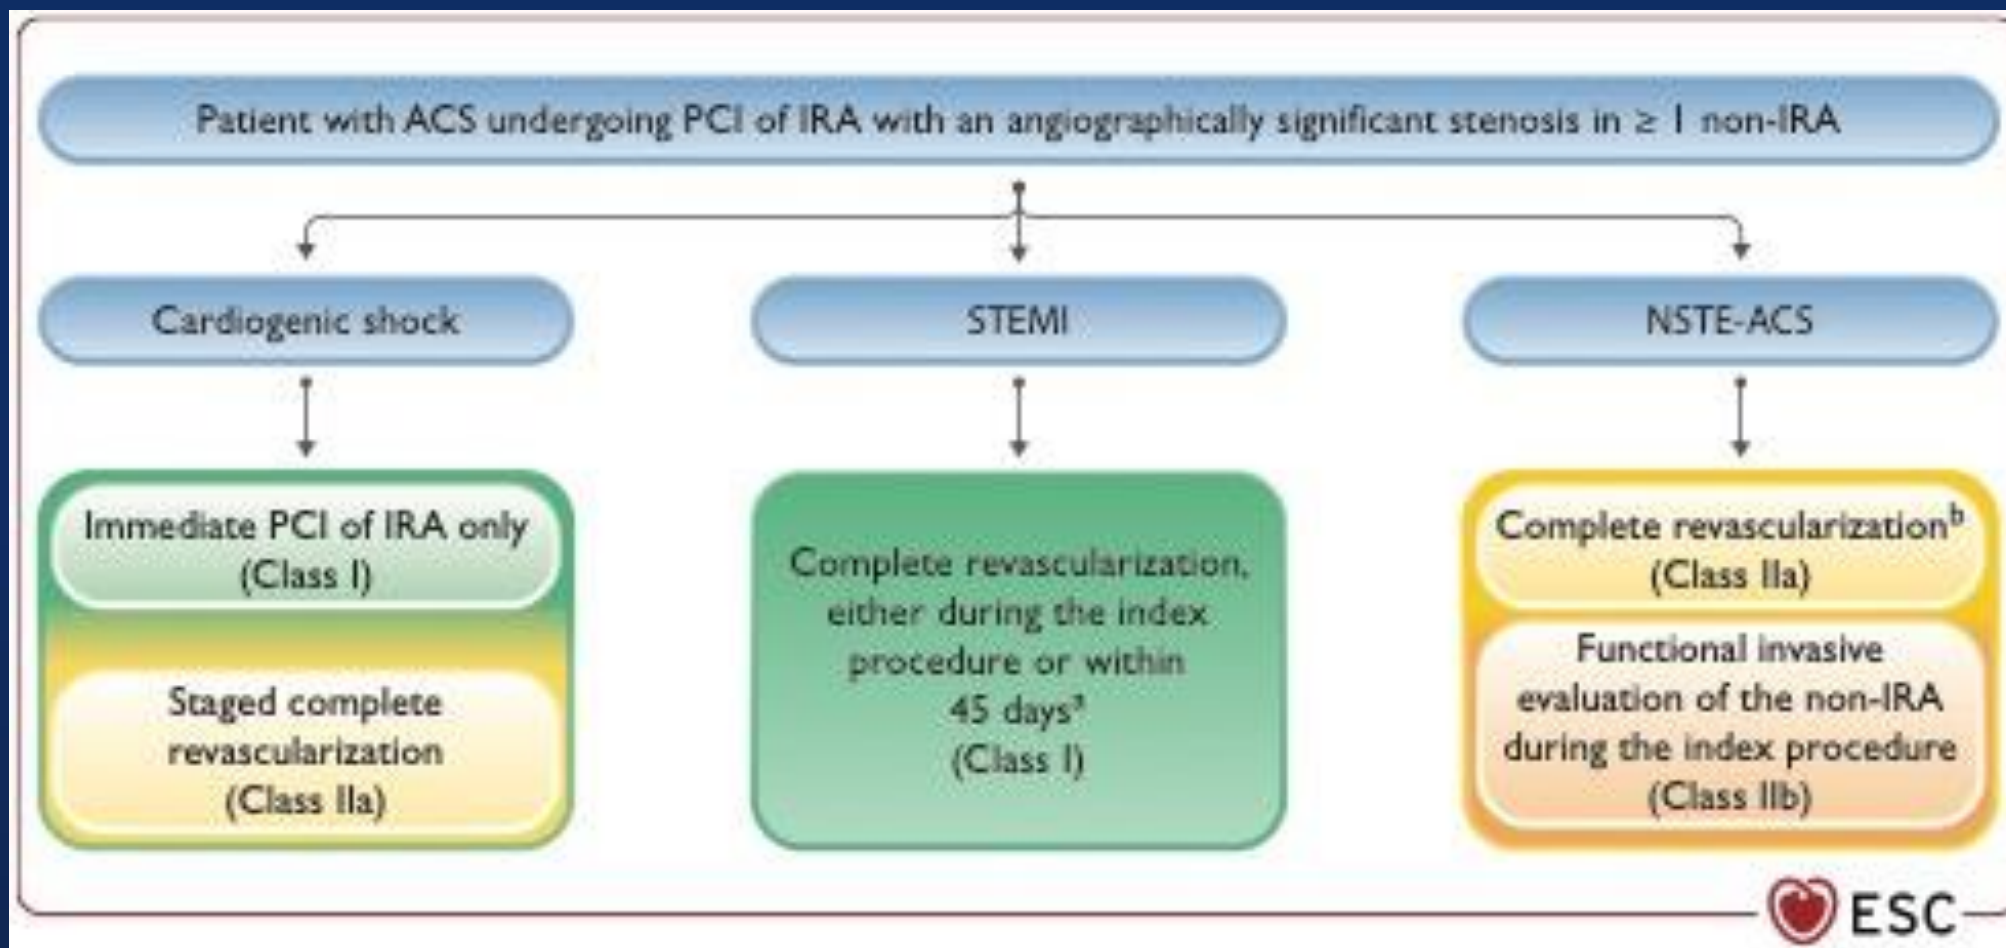 Patient with ACS undergoing PCI of IRA with an angiographically significant stenosis in ≥ 1 non-IRA
Cardiogenic shock
STEMI
NSTE-ACS
Immediate PCI of IRA only
(Class I)
Staged complete
revascularization
(Class IIa)
Complete revascularization,
either during the index
procedure or within
45 daysᵃ
(Class I)
Complete revascularizationᵇ
(Class IIa)
Functional invasive
evaluation of the non-IRA
during the index procedure
(Class IIb)
ESC